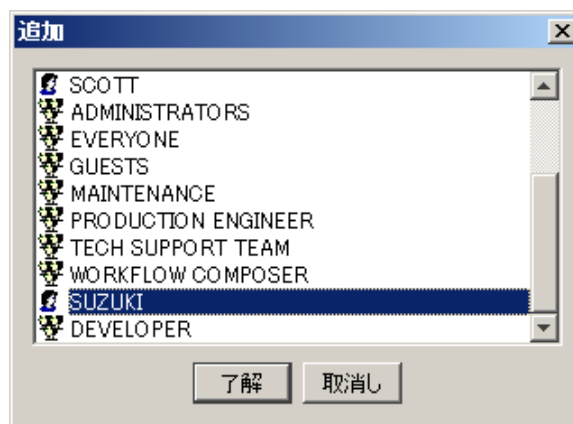 追加
SCOTT
ADMINISTRATORS
EVERYONE
GUESTS
MAINTENANCE
PRODUCTION ENGINEER
TECH SUPPORT TEAM
WORKFLOW COMPOSER
SUZUKI
DEVELOPER
了解 取消し